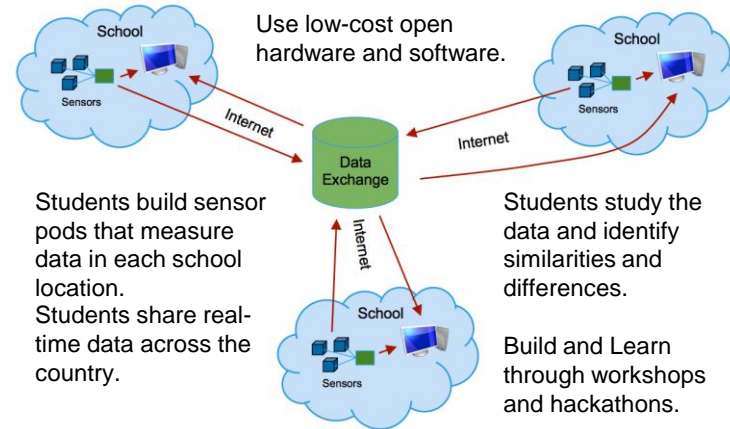 School
Use low-cost open
hardware and software.
School
Sensors
Internet
Sensors
Internet
Data
Exchange
Students build sensor
pods that measure
data in each school
location.
Students share real-
time data across the
country.
Internet
Students study the
data and identify
similarities and
differences.
School
Sensors
Build and Learn
through workshops
and hackathons.